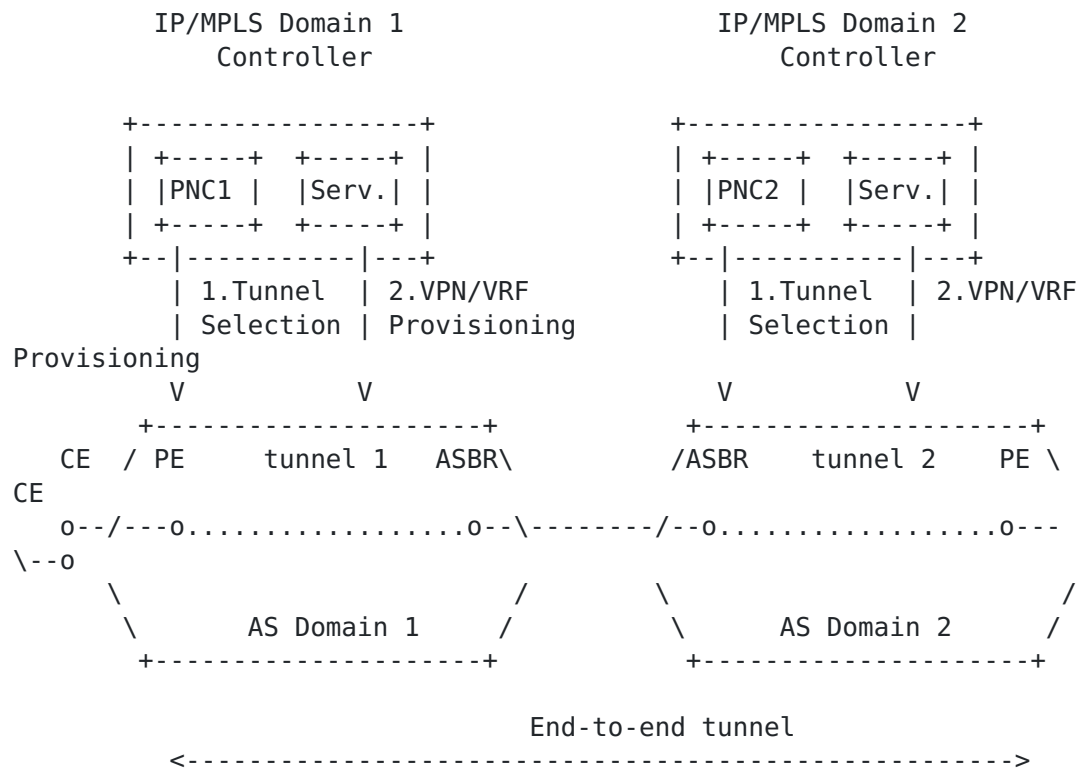 IP/MPLS Domain 1                    IP/MPLS Domain 2
Controller                          Controller
+------------------+                +------------------+
| +-----+  +-----+ |                | +-----+  +-----+ |
| |PNC1 |  |Serv.| |                | |PNC2 |  |Serv.| |
| +-----+  +-----+ |                | +-----+  +-----+ |
+--|-----------|---+                +--|-----------|---+
| 1.Tunnel  | 2.VPN/VRF            | 1.Tunnel  | 2.VPN/VRF
| Selection | Provisioning         | Selection |
Provisioning
V           V                      V           V
+---------------------+            +---------------------+
CE  / PE     tunnel 1   ASBR\          /ASBR    tunnel 2    PE \
CE
o--/---o..................o--\--------/--o..................o---
\--o
\                         /        \                         /
\        AS Domain 1     /          \      AS Domain 2      /
+---------------------+            +---------------------+
End-to-end tunnel
<----------------------------------------------------->